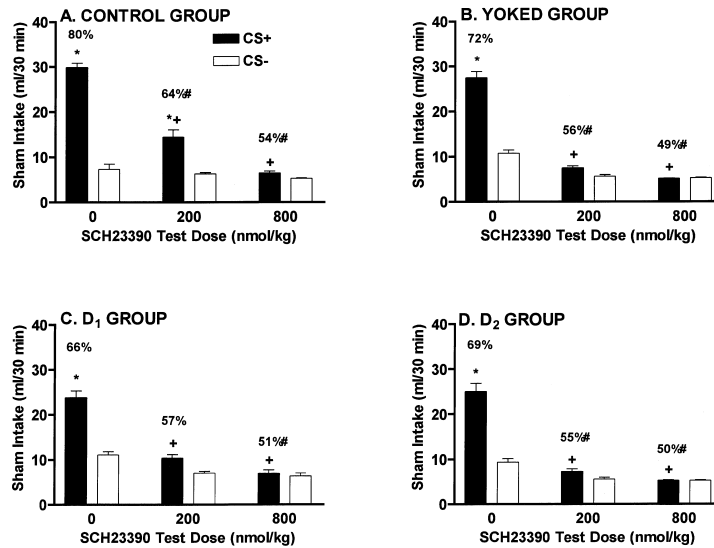 A. CONTROL GROUP
Sham Intake (ml/30 min)
40
30
20
10
0
80%
*
64%#
*+
54%#
+
CS+
CS-
0 200 800
SCH23390 Test Dose (nmol/kg)
B. YOKED GROUP
Sham Intake (ml/30 min)
40
30
20
10
0
72%
*
56%#
+
49%#
+
0 200 800
SCH23390 Test Dose (nmol/kg)
C. D₁ GROUP
Sham Intake (ml/30 min)
40
30
20
10
0
66%
*
57%
+
51%#
+
0 200 800
SCH23390 Test Dose (nmol/kg)
D. D₂ GROUP
Sham Intake (ml/30 min)
40
30
20
10
0
69%
*
55%#
+
50%#
+
0 200 800
SCH23390 Test Dose (nmol/kg)